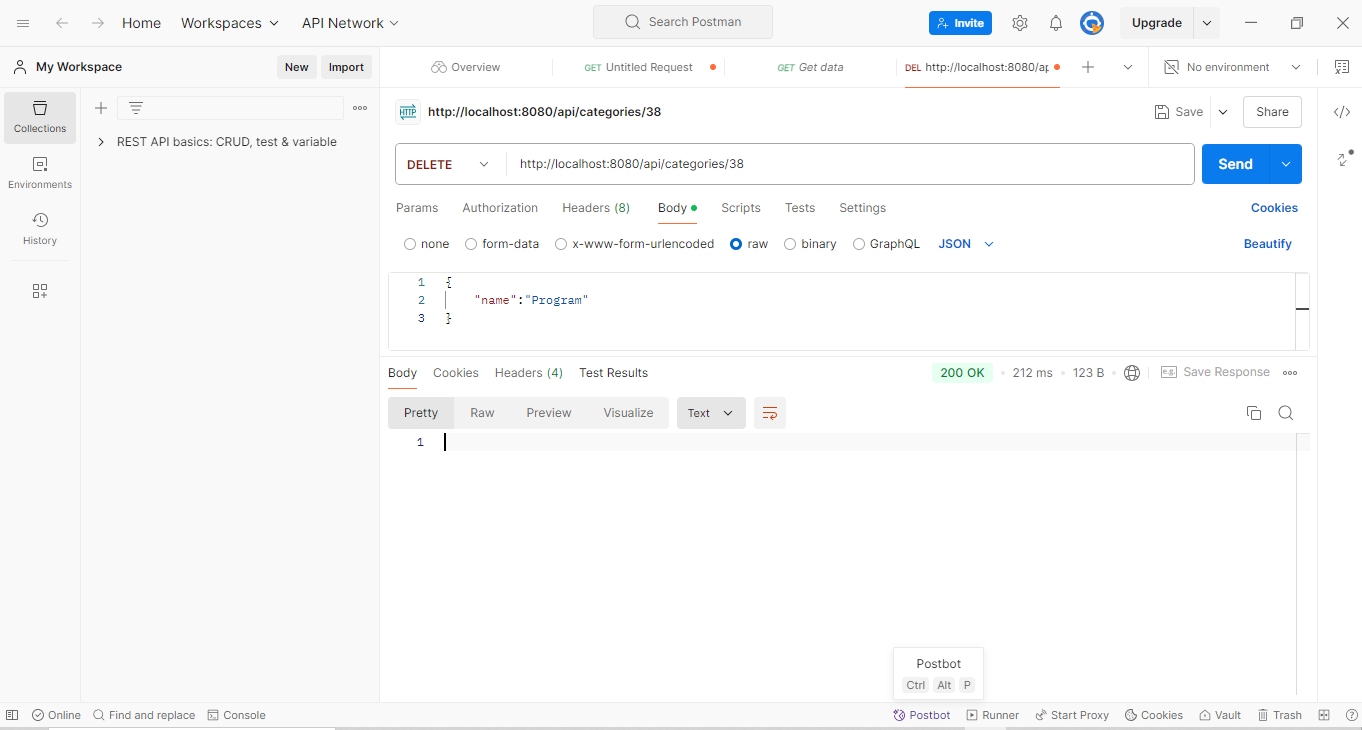 Home Workspaces API Network Search Postman Invite Upgrade
My Workspace New Import Overview GET Untitled Request GET Get data DEL http://localhost:8080/ap No environment
Collections
Environments
History
REST API basics: CRUD, test & variable
HTTP http://localhost:8080/api/categories/38 Save Share
DELETE http://localhost:8080/api/categories/38 Send
Params Authorization Headers (8) Body Scripts Tests Settings Cookies
none form-data x-www-form-urlencoded raw binary GraphQL JSON Beautify
1 {
2 "name":"Program"
3 }
Body Cookies Headers (4) Test Results 200 OK 212 ms 123 B e.g. Save Response
Pretty Raw Preview Visualize Text
1
Postbot
Ctrl Alt P
Online Find and replace Console Postbot Runner Start Proxy Cookies Vault Trash